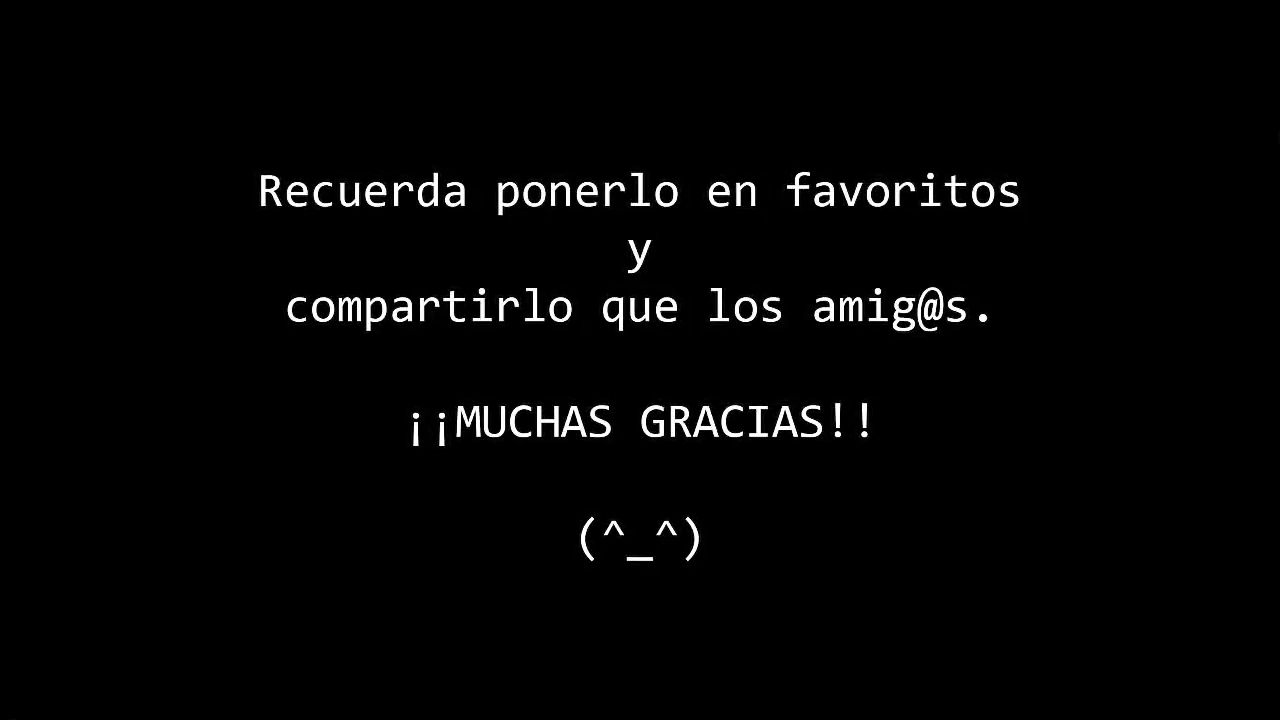 Recuerda ponerlo en favoritos
y
compartirlo que los amig@s.
¡¡MUCHAS GRACIAS!!
(^_^)